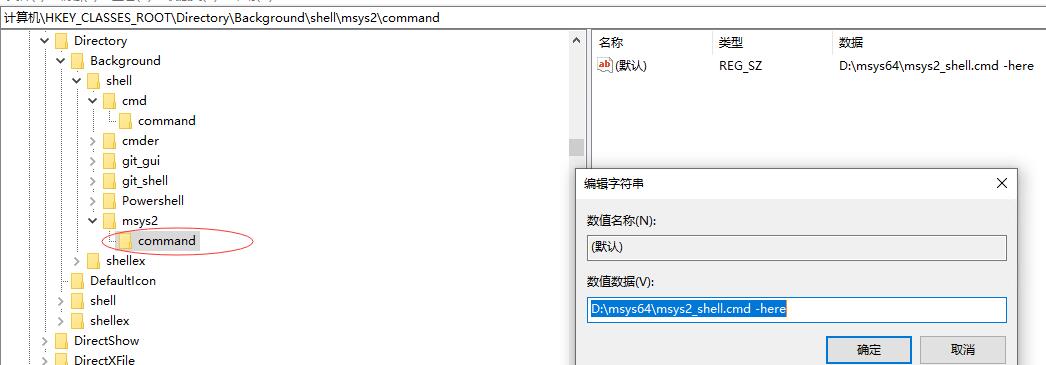 计算机\HKEY_CLASSES_ROOT\Directory\Background\shell\msys2\command
Directory
Background
shell
cmd
command
cmder
git_gui
git_shell
Powershell
msys2
command
shellex
DefaultIcon
shell
shellex
DirectShow
DirectXFile
名称 类型 数据
ab (默认) REG_SZ D:\msys64\msys2_shell.cmd -here
编辑字符串
数值名称(N):
(默认)
数值数据(V):
D:\msys64\msys2_shell.cmd -here
确定 取消